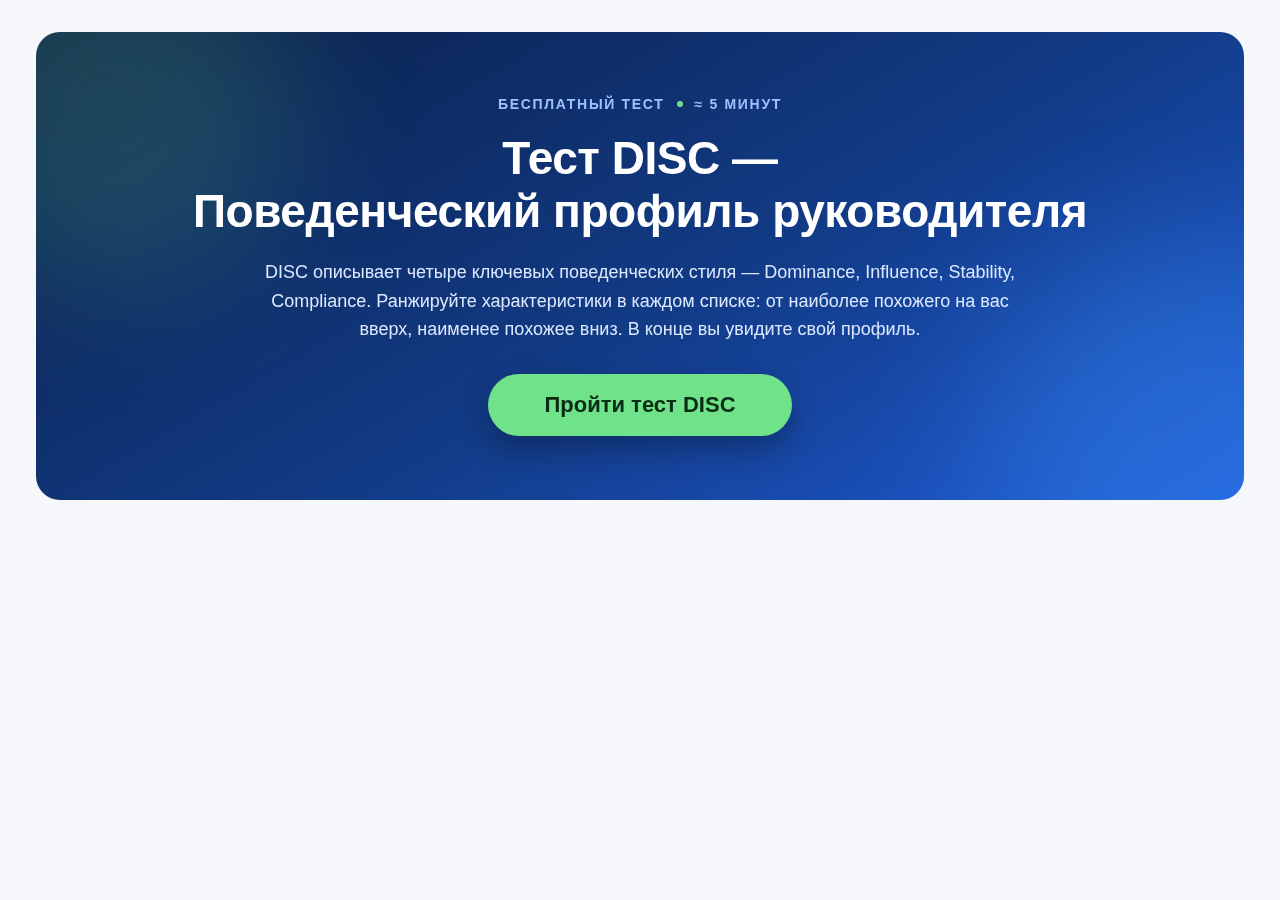 БЕСПЛАТНЫЙ ТЕСТ • ≈ 5 МИНУТ
Тест DISC —
Поведенческий профиль руководителя
DISC описывает четыре ключевых поведенческих стиля — Dominance, Influence, Stability,
Compliance. Ранжируйте характеристики в каждом списке: от наиболее похожего на вас
вверх, наименее похожее вниз. В конце вы увидите свой профиль.
Пройти тест DISC